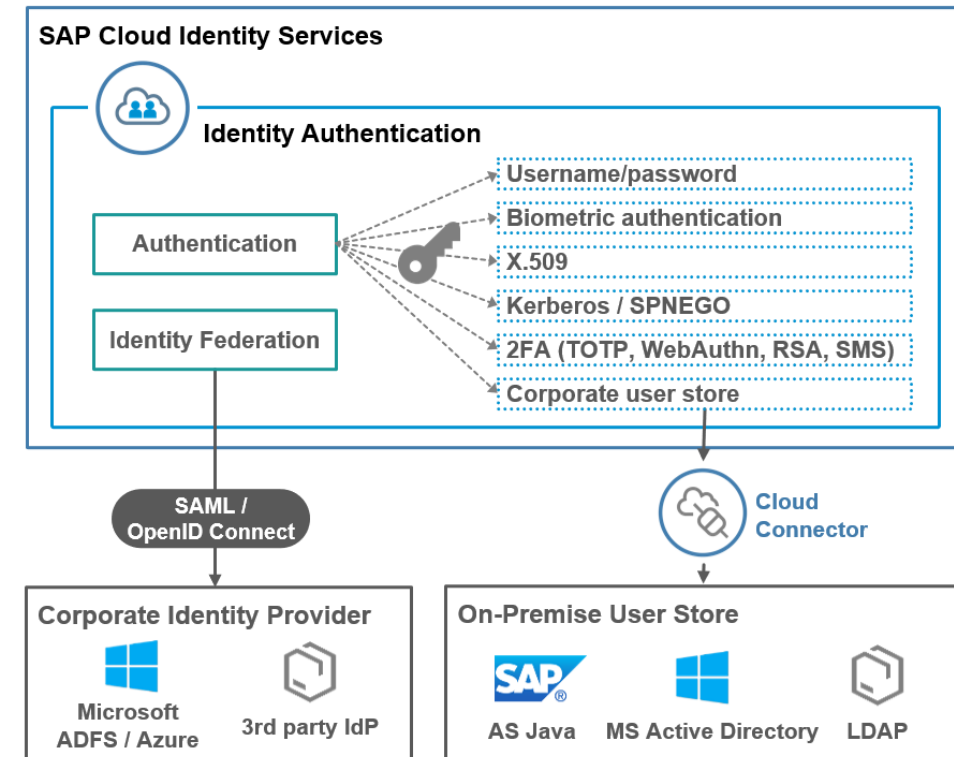 SAP Cloud Identity Services
Identity Authentication
Authentication
Identity Federation
Username/password
Biometric authentication
X.509
Kerberos / SPNEGO
2FA (TOTP, WebAuthn, RSA, SMS)
Corporate user store
SAML /
OpenID Connect
Cloud
Connector
Corporate Identity Provider
Microsoft
ADFS / Azure
3rd party IdP
On-Premise User Store
SAP®
AS Java
MS Active Directory
LDAP